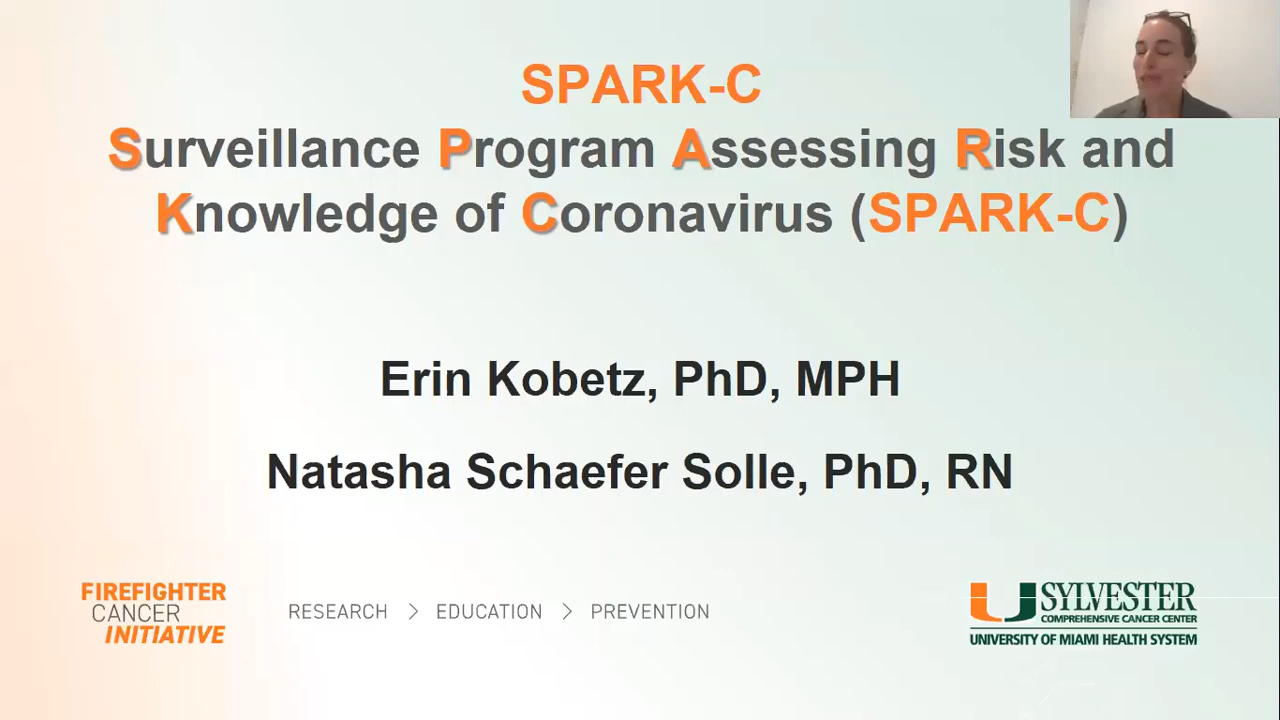 SPARK-C
Surveillance Program Assessing Risk and
Knowledge of Coronavirus (SPARK-C)
Erin Kobetz, PhD, MPH
Natasha Schaefer Solle, PhD, RN
FIREFIGHTER
CANCER
INITIATIVE
RESEARCH > EDUCATION > PREVENTION
U SYLVESTER
COMPREHENSIVE CANCER CENTER
UNIVERSITY OF MIAMI HEALTH SYSTEM